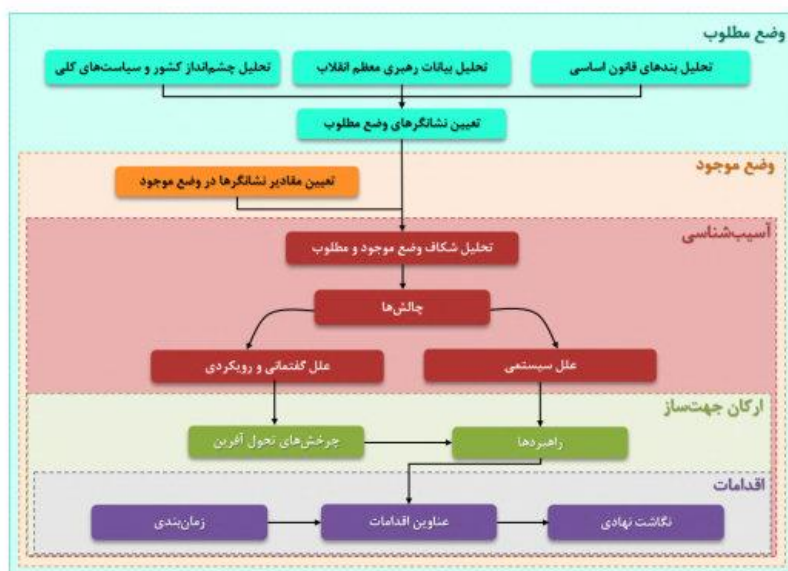 وضع مطلوب
تحلیل بندهای قانون اساسی
تحلیل بیانات رهبری معظم انقلاب
تحلیل چشم‌انداز کشور و سیاست‌های کلی
تعیین نشانگرهای وضع مطلوب
وضع موجود
تعیین مقادیر نشانگرها در وضع موجود
آسیب‌شناسی
تحلیل شکاف وضع موجود و مطلوب
چالش‌ها
علل سیستمی
علل گفتمانی و رویکردی
ارکان جهت‌ساز
راهبردها
چرخش‌های تحول آفرین
اقدامات
نگاشت نهادی
عناوین اقدامات
زمان‌بندی